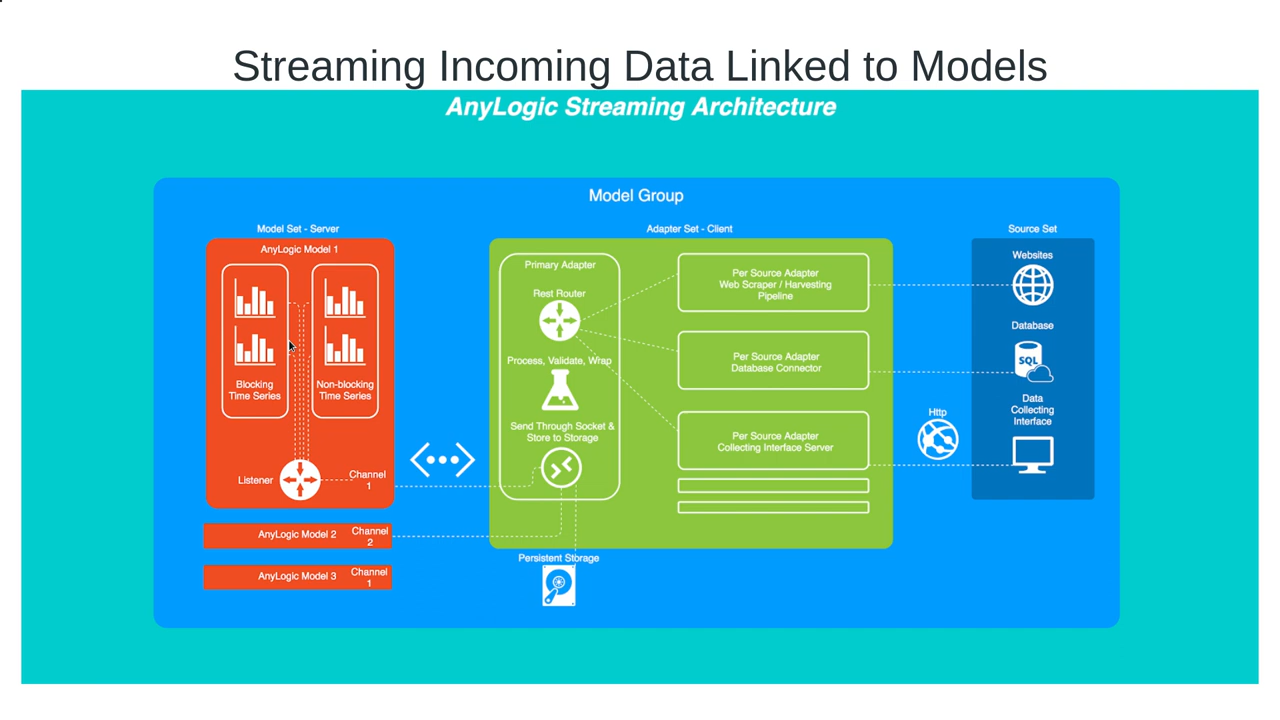 Streaming Incoming Data Linked to Models
AnyLogic Streaming Architecture
Model Group
Model Set - Server
AnyLogic Model 1
Blocking
Time Series
Non-blocking
Time Series
Listener
Channel
1
AnyLogic Model 2
Channel
2
AnyLogic Model 3
Channel
1
Adapter Set - Client
Primary Adapter
Rest Router
Process, Validate, Wrap
Send Through Socket &
Store to Storage
Persistent Storage
Per Source Adapter
Web Scraper / Harvesting
Pipeline
Per Source Adapter
Database Connector
Per Source Adapter
Collecting Interface Server
Http
Source Set
Websites
Database
SQL
Data
Collecting
Interface